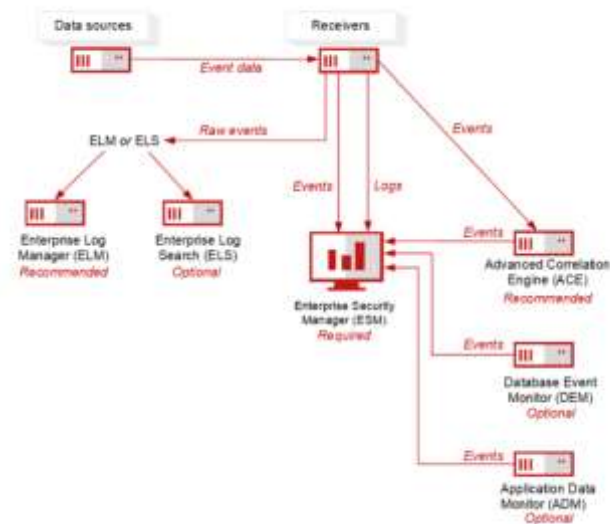 Data sources
Receivers
Event data
Raw events
ELM or ELS
Events
Events
Logs
Enterprise Log
Manager (ELM)
Recommended
Enterprise Log
Search (ELS)
Optional
Events
Advanced Correlation
Engine (ACE)
Recommended
Enterprise Security
Manager (ESM)
Required
Events
Database Event
Monitor (DEM)
Optional
Events
Application Data
Monitor (ADM)
Optional